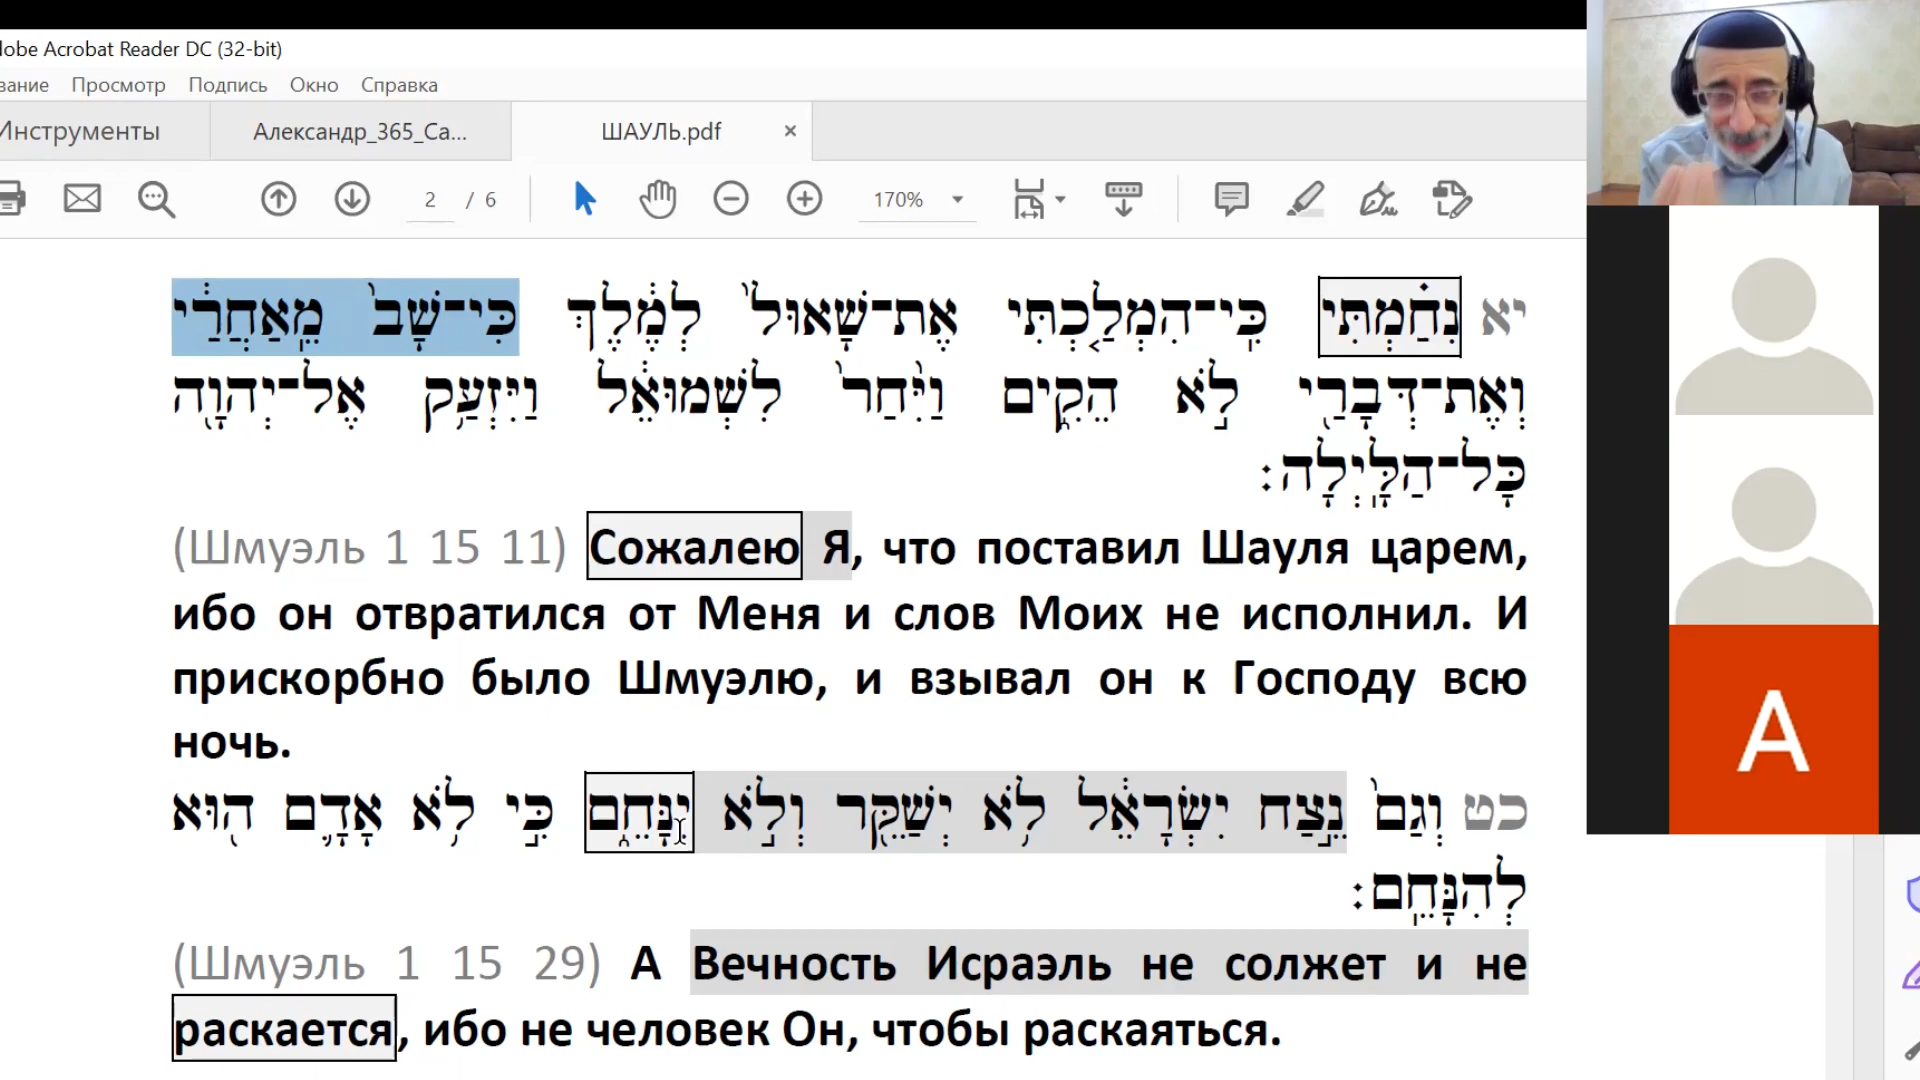 dobe Acrobat Reader DC (32-bit)
вание Просмотр Подпись Окно Справка
Инструменты Александр_365_Са... ШАУЛЬ.pdf ×
2 / 6 170%
יא נִחַ֗מְתִּי כִּֽי־הִמְלַ֤כְתִּי אֶת־שָׁאוּל֙ לְמֶ֔לֶךְ כִּי־שָׁב֙ מֵֽאַחֲרַ֔י
וְאֶת־דְּבָרַ֖י לֹ֣א הֵקִ֑ים וַיִּ֙חַר֙ לִשְׁמוּאֵ֔ל וַיִּזְעַ֥ק אֶל־יְהוָ֖ה
כָּל־הַלָּֽיְלָה׃
(Шмуэль 1 15 11) Сожалею Я, что поставил Шауля царем,
ибо он отвратился от Меня и слов Моих не исполнил. И
прискорбно было Шмуэлю, и взывал он к Господу всю
ночь.
כט וְגַם֙ נֵ֣צַח יִשְׂרָאֵ֔ל לֹ֥א יְשַׁקֵּ֖ר וְלֹ֣א יִנָּחֵ֑ם כִּ֣י לֹ֥א אָדָ֛ם ה֖וּא
לְהִנָּחֵֽם׃
(Шмуэль 1 15 29) А Вечность Исраэль не солжет и не
раскается, ибо не человек Он, чтобы раскаяться.
A